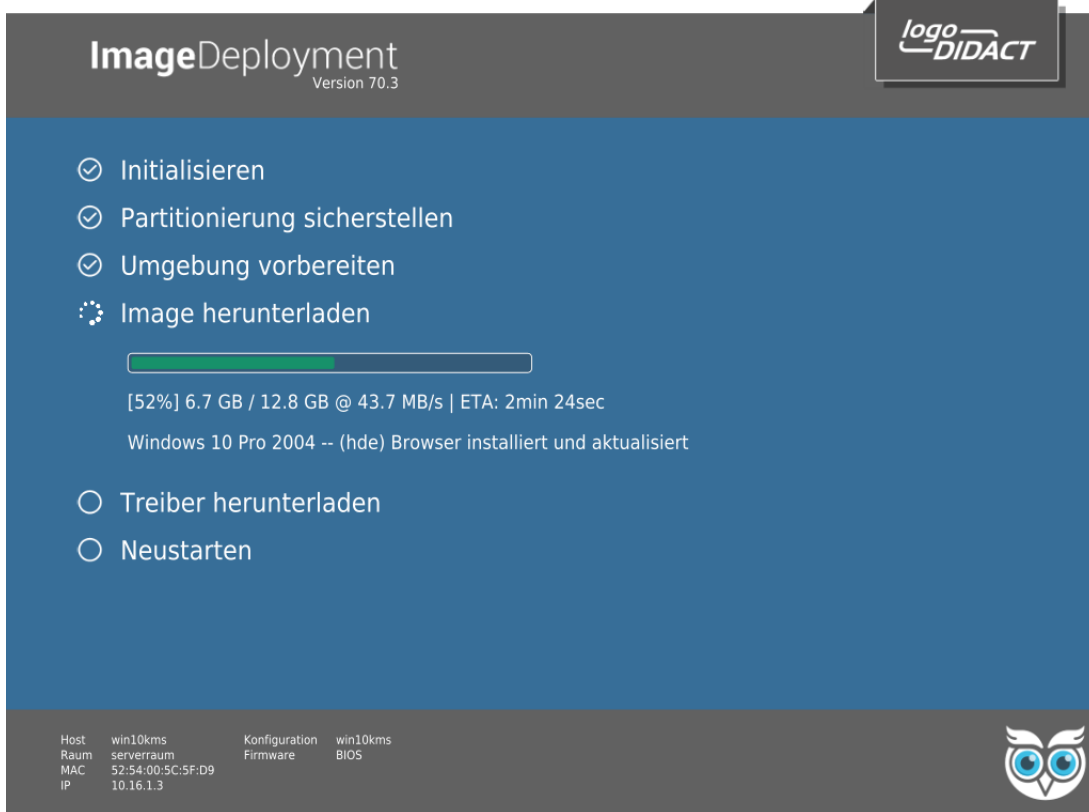 ImageDeployment
Version 70.3
logo
DIDACT
Initialisieren
Partitionierung sicherstellen
Umgebung vorbereiten
Image herunterladen
[52%] 6.7 GB / 12.8 GB @ 43.7 MB/s | ETA: 2min 24sec
Windows 10 Pro 2004 -- (hde) Browser installiert und aktualisiert
Treiber herunterladen
Neustarten
Host win10kms Konfiguration win10kms
Raum serverraum Firmware BIOS
MAC 52:54:00:5C:5F:D9
IP 10.16.1.3